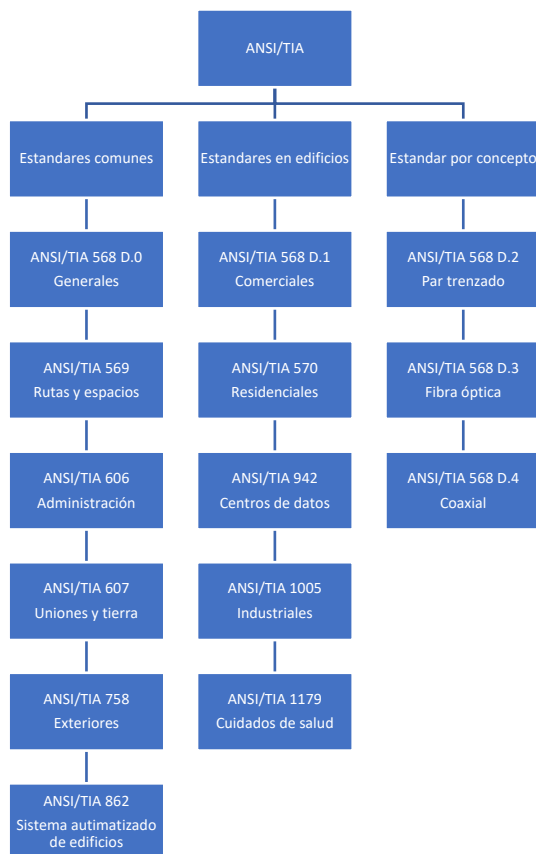 ANSI/TIA
Estandares comunes
ANSI/TIA 568 D.0
Generales
ANSI/TIA 569
Rutas y espacios
ANSI/TIA 606
Administración
ANSI/TIA 607
Uniones y tierra
ANSI/TIA 758
Exteriores
ANSI/TIA 862
Sistema autimatizado
de edificios
Estandares en edificios
ANSI/TIA 568 D.1
Comerciales
ANSI/TIA 570
Residenciales
ANSI/TIA 942
Centros de datos
ANSI/TIA 1005
Industriales
ANSI/TIA 1179
Cuidados de salud
Estandar por concepto
ANSI/TIA 568 D.2
Par trenzado
ANSI/TIA 568 D.3
Fibra óptica
ANSI/TIA 568 D.4
Coaxial